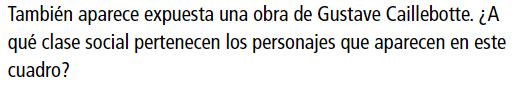 También aparece expuesta una obra de Gustave Caillebotte. ¿A
qué clase social pertenecen los personajes que aparecen en este
cuadro?